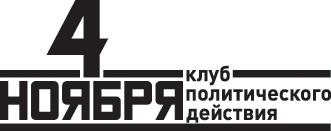 4
НОЯБРЯ
клуб
политического
действия